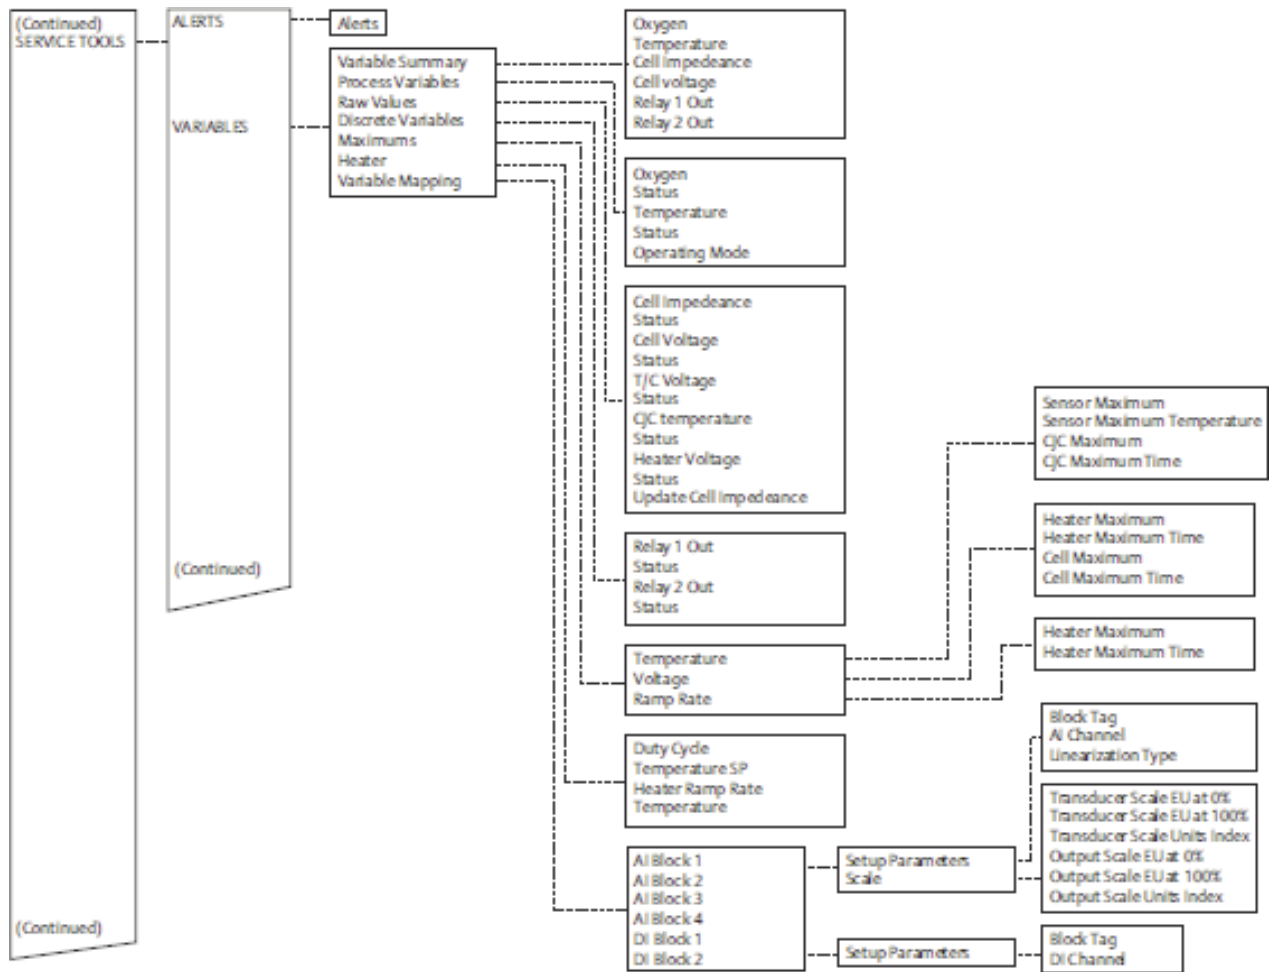 (Continued)
SERVICE TOOLS
(Continued)
ALERTS
VARIABLES
(Continued)
Alerts
Variable Summary
Process Variables
Raw Values
Discrete Variables
Maximums
Heater
Variable Mapping
Oxygen
Temperature
Cell Impedance
Cell voltage
Relay 1 Out
Relay 2 Out
Oxygen
Status
Temperature
Status
Operating Mode
Cell Impedeance
Status
Cell Voltage
Status
T/C Voltage
Status
CJC temperature
Status
Heater Voltage
Status
Update Cell Impedeance
Relay 1 Out
Status
Relay 2 Out
Status
Temperature
Voltage
Ramp Rate
Sensor Maximum
Sensor Maximum Temperature
CJC Maximum
CJC Maximum Time
Heater Maximum
Heater Maximum Time
Cell Maximum
Cell Maximum Time
Heater Maximum
Heater Maximum Time
Duty Cycle
Temperature SP
Heater Ramp Rate
Temperature
AI Block 1
AI Block 2
AI Block 3
AI Block 4
DI Block 1
DI Block 2
Setup Parameters
Scale
Block Tag
AI Channel
Linearization Type
Transducer Scale EU at 0%
Transducer Scale EU at 100%
Transducer Scale Units Index
Output Scale EU at 0%
Output Scale EU at 100%
Output Scale Units Index
Setup Parameters
Block Tag
DI Channel